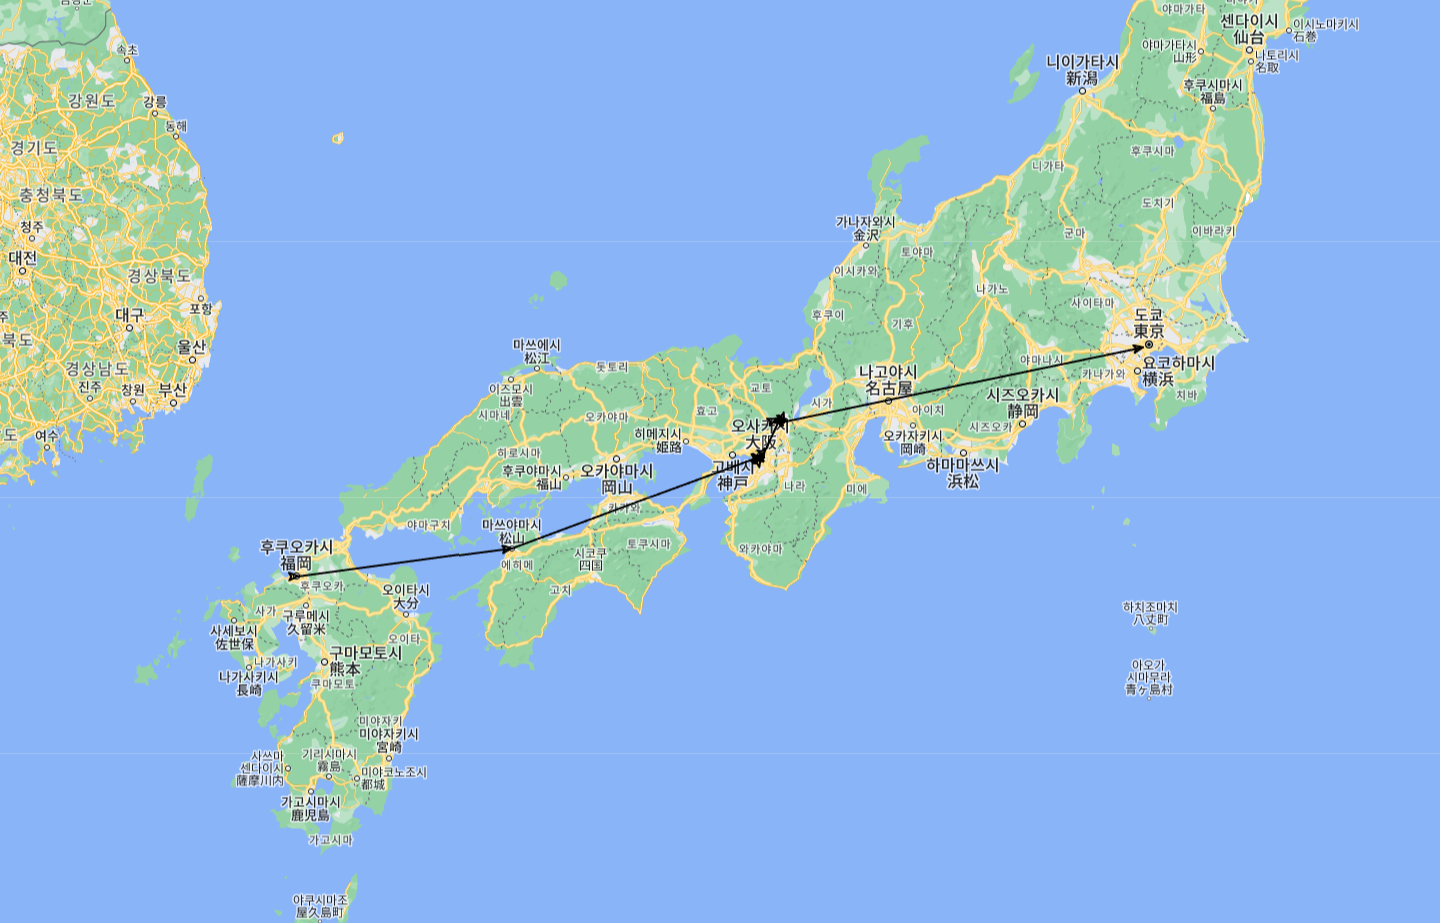 속초
강원도
강릉
동해
경기도
충청북도
청주
대전
경상북도
포항
대구
북도
울산
경상남도
진주
창원
부산
여수
도
야마가타
센다이시
仙台
이시노마키시
石巻
야마가타시
山形
나토리시
名取
니이가타시
新潟
후쿠시마시
福島
후쿠시마
니가타
도치기
가나자와시
金沢
군마
이바라키
토야마
이시카와
나가노
사이타마
후쿠이
기후
도쿄
東京
마쓰에시
松江
돗토리
야마나시
요코하마시
横浜
카나가와
치바
나고야시
名古屋
교토
이즈모시
出雲
시즈오카시
静岡
시가
아이치
효고
시마네
오카야마
오사카시
大阪
시즈오카
히메지시
姫路
오카자키시
岡崎
히로시마
하마마쓰시
浜松
고베시
神戸
후쿠야마시
福山
오카야마시
岡山
나라
미에
카가와
마쓰야마시
松山
야마구치
토쿠시마
와카야마
후쿠오카시
福岡
시코쿠
四国
에히메
고치
후쿠오카
오이타시
大分
사가
구루메시
久留米
사세보시
佐世保
오이타
하치조마치
八丈町
구마모토시
熊本
나가사키
나가사키시
長崎
쿠마모토
아오가
시마무라
青ヶ島村
미야자키
미야자키시
宮崎
사쓰마
센다이시
薩摩川内
기리시마시
霧島
미야코노조시
都城
가고시마시
鹿児島
가고시마
야쿠시마조
屋久島町